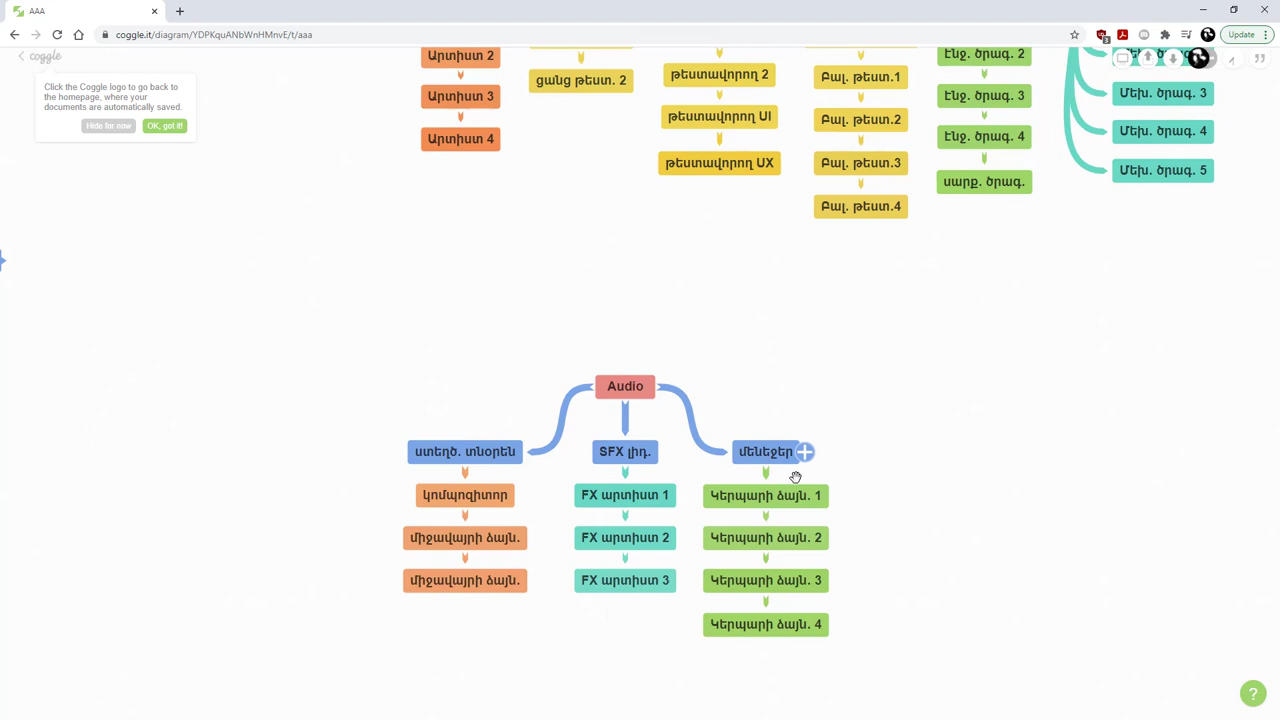 AAA
coggle.it/diagram/YDPKquANbWnHMnvE/t/aaa
Update
coggle
Click the Coggle logo to go back to the homepage, where your documents are automatically saved.
Hide for now
OK, got it!
Արտիստ 2
Արտիստ 3
Արտիստ 4
ցանց թեստ. 2
թեստավորող 2
թեստավորող UI
թեստավորող UX
Բալ. թեստ.1
Բալ. թեստ.2
Բալ. թեստ.3
Բալ. թեստ.4
էնջ. ծրագ. 2
էնջ. ծրագ. 3
էնջ. ծրագ. 4
սարք. ծրագ.
Մեխ. ծրագ. 3
Մեխ. ծրագ. 4
Մեխ. ծրագ. 5
Audio
ստեղծ. տնօրեն
SFX լիդ.
մենեջեր
կոմպոզիտոր
միջավայրի ձայն.
միջավայրի ձայն.
FX արտիստ 1
FX արտիստ 2
FX արտիստ 3
Կերպարի ձայն. 1
Կերպարի ձայն. 2
Կերպարի ձայն. 3
Կերպարի ձայն. 4
?